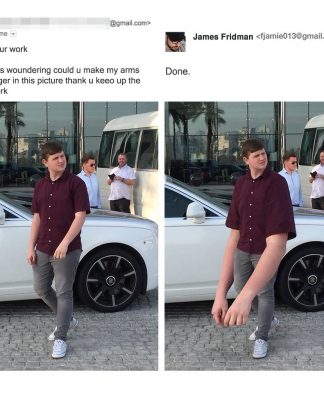 @gmail.com>
me
ur work
s woundering could u make my arms
ger in this picture thank u keeo up the
rk
James Fridman <fjamie013@gmail.
Done.